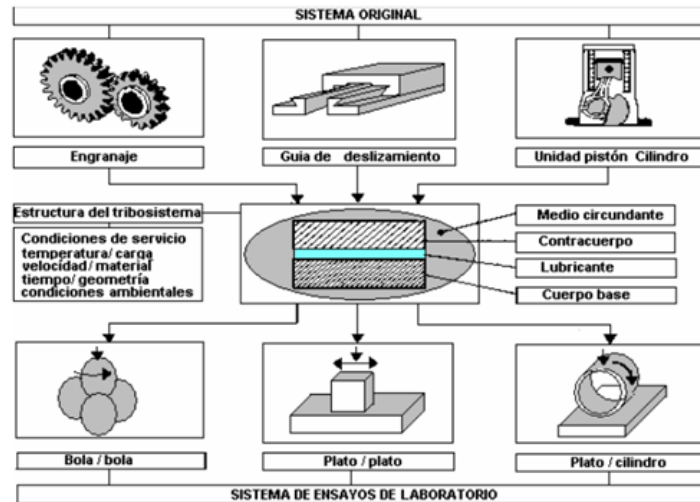 SISTEMA ORIGINAL
Engranaje
Guia de deslizamiento
Unidad pistón Cilindro
Estructura del tribosistema
Condiciones de servicio
temperatura/ carga
velocidad/ material
tiempo/ geometría
condiciones ambientales
Medio circundante
Contracuerpo
Lubricante
Cuerpo base
Bola / bola
Plato / plato
Plato / cilindro
SISTEMA DE ENSAYOS DE LABORATORIO